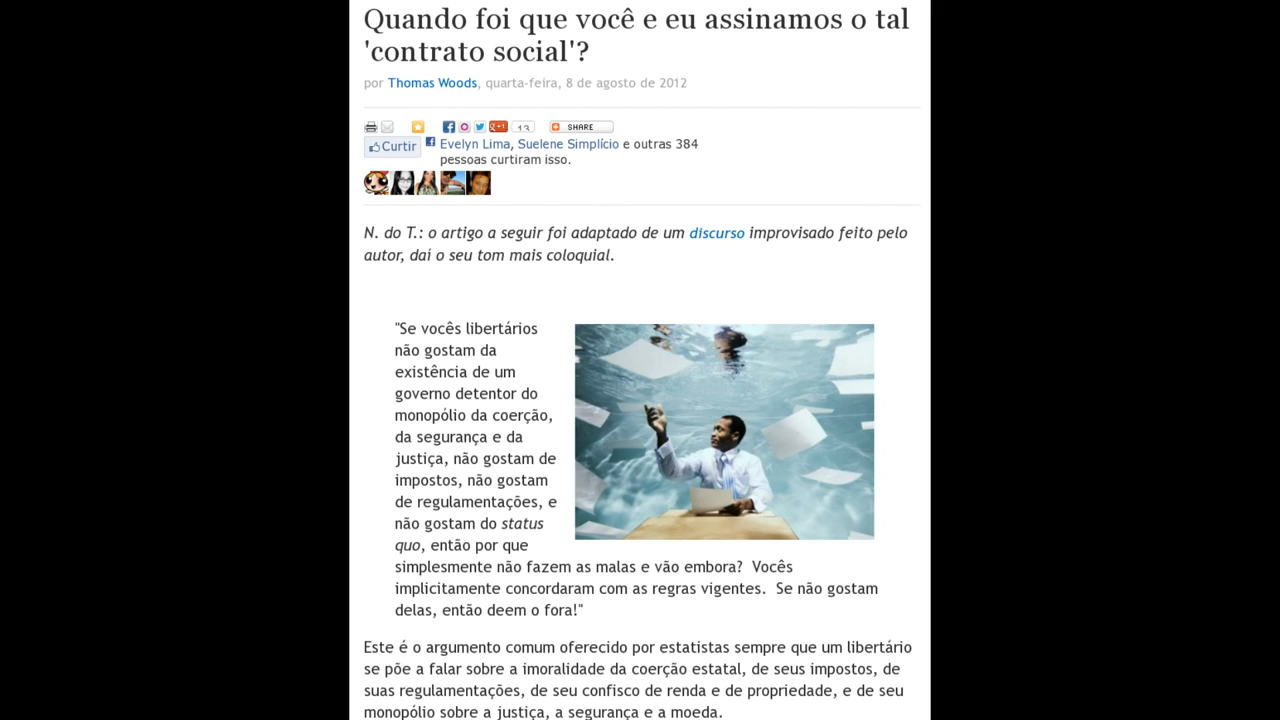 Quando foi que você e eu assinamos o tal
'contrato social'?
por Thomas Woods, quarta-feira, 8 de agosto de 2012
13
SHARE
Curtir
Evelyn Lima, Suelene Simplício e outras 384
pessoas curtiram isso.
N. do T.: o artigo a seguir foi adaptado de um discurso improvisado feito pelo
autor, daí o seu tom mais coloquial.
"Se vocês libertários
não gostam da
existência de um
governo detentor do
monopólio da coerção,
da segurança e da
justiça, não gostam de
impostos, não gostam
de regulamentações, e
não gostam do status
quo, então por que
simplesmente não fazem as malas e vão embora?  Vocês
implicitamente concordaram com as regras vigentes.  Se não gostam
delas, então deem o fora!"
Este é o argumento comum oferecido por estatistas sempre que um libertário
se põe a falar sobre a imoralidade da coerção estatal, de seus impostos, de
suas regulamentações, de seu confisco de renda e de propriedade, e de seu
monopólio sobre a justiça, a segurança e a moeda.